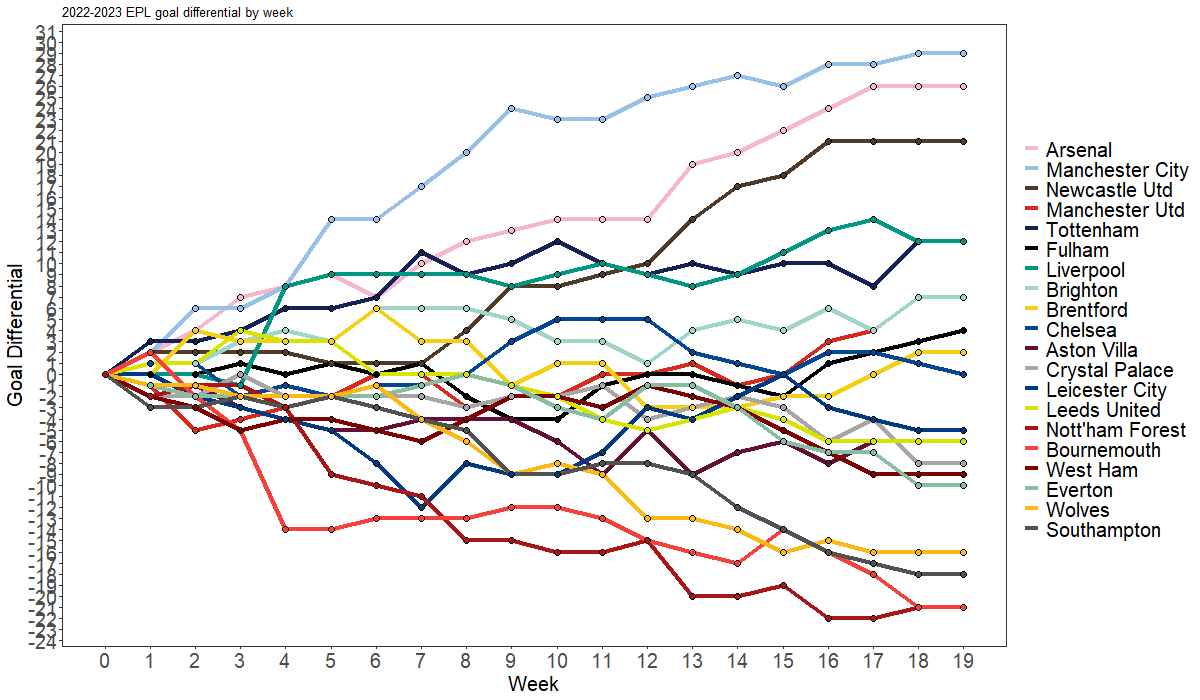 2022-2023 EPL goal differential by week
31
30
29
28
27
26
25
24
23
22
21
20
19
18
17
16
15
14
13
12
11
10
9
8
7
6
5
4
3
2
1
0
-1
-2
-3
-4
-5
-6
-7
-8
-9
-10
-11
-12
-13
-14
-15
-16
-17
-18
-19
-20
-21
-22
-23
-24
Goal Differential
0 1 2 3 4 5 6 7 8 9 10 11 12 13 14 15 16 17 18 19
Week
Arsenal
Manchester City
Newcastle Utd
Manchester Utd
Tottenham
Fulham
Liverpool
Brighton
Brentford
Chelsea
Aston Villa
Crystal Palace
Leicester City
Leeds United
Nott'ham Forest
Bournemouth
West Ham
Everton
Wolves
Southampton